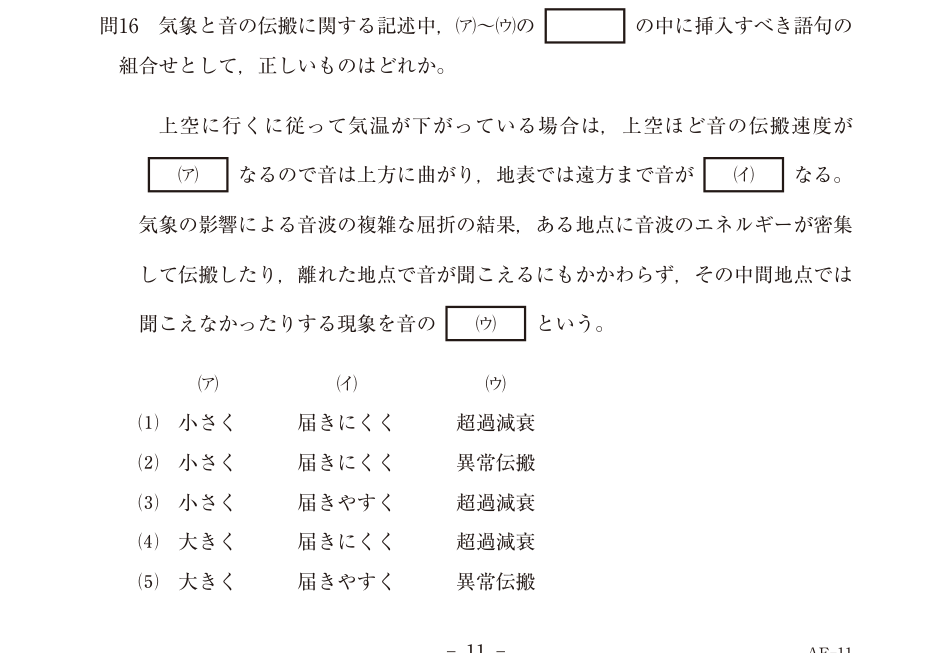 問16 気象と音の伝搬に関する記述中，㋐～㋒の　　　の中に挿入すべき語句の
組合せとして，正しいものはどれか。
上空に行くに従って気温が下がっている場合は，上空ほど音の伝搬速度が
(ア) なるので音は上方に曲がり，地表では遠方まで音が (イ) なる。
気象の影響による音波の複雑な屈折の結果，ある地点に音波のエネルギーが密集
して伝搬したり，離れた地点で音が聞こえるにもかかわらず，その中間地点では
聞こえなかったりする現象を音の (ウ) という。
(ア) (イ) (ウ)
(1) 小さく 届きにくく 超過減衰
(2) 小さく 届きにくく 異常伝搬
(3) 小さく 届きやすく 超過減衰
(4) 大きく 届きにくく 超過減衰
(5) 大きく 届きやすく 異常伝搬
－ 11 －